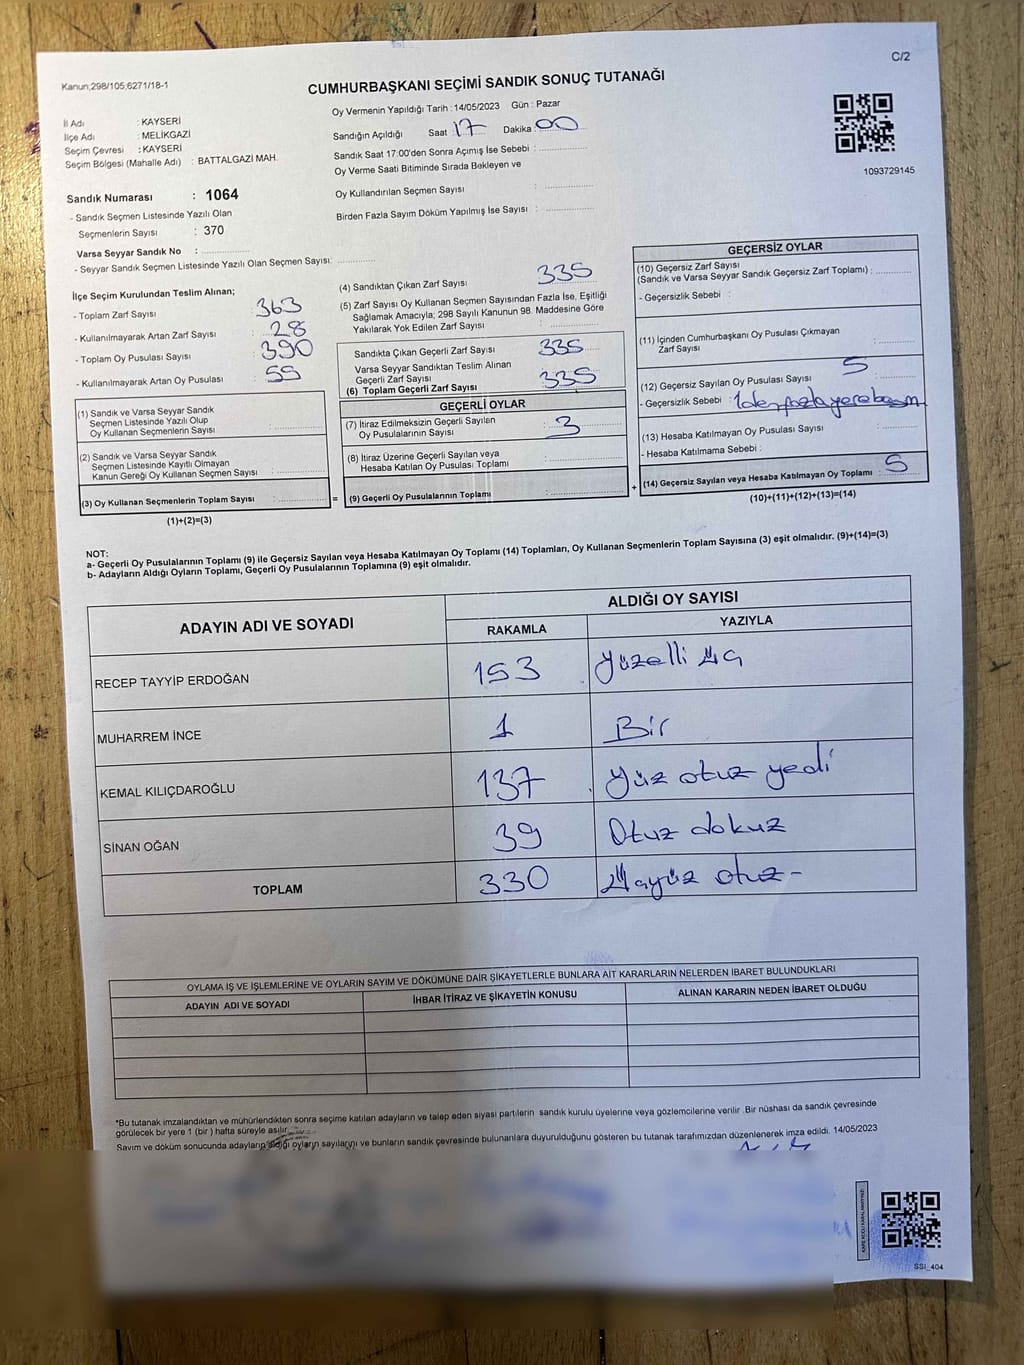 C/2
Kanun;298/105;6271/18-1
CUMHURBAŞKANI SEÇİMİ SANDIK SONUÇ TUTANAĞI
Oy Vermenin Yapıldığı Tarih : 14/05/2023 Gün : Pazar
İl Adı : KAYSERİ
İlçe Adı : MELİKGAZİ
Seçim Çevresi : KAYSERİ
Seçim Bölgesi (Mahalle Adı) : BATTALGAZİ MAH.
Sandığın Açıldığı Saat : 17 Dakika : 00
Sandık Saat 17:00'den Sonra Açımış İse Sebebi :
Oy Verme Saati Bitiminde Sırada Bekleyen ve
Oy Kullandırılan Seçmen Sayısı :
Birden Fazla Sayım Döküm Yapılmış İse Sayısı :
1093729145
Sandık Numarası : 1064
- Sandık Seçmen Listesinde Yazılı Olan
Seçmenlerin Sayısı : 370
Varsa Seyyar Sandık No :
- Seyyar Sandık Seçmen Listesinde Yazılı Olan Seçmen Sayısı:
İlçe Seçim Kurulundan Teslim Alınan;
- Toplam Zarf Sayısı : 363
- Kullanılmayarak Artan Zarf Sayısı : 28
- Toplam Oy Pusulası Sayısı : 390
- Kullanılmayarak Artan Oy Pusulası : 55
(1) Sandık ve Varsa Seyyar Sandık
Seçmen Listesinde Yazılı Olup
Oy Kullanan Seçmenlerin Sayısı :
(2) Sandık ve Varsa Seyyar Sandık
Seçmen Listesinde Kayıtlı Olmayan
Kanun Gereği Oy Kullanan Seçmen Sayısı :
(3) Oy Kullanan Seçmenlerin Toplam Sayısı :
(1)+(2)=(3)
(4) Sandıktan Çıkan Zarf Sayısı : 335
(5) Zarf Sayısı Oy Kullanan Seçmen Sayısından Fazla İse, Eşitliği
Sağlamak Amacıyla; 298 Sayılı Kanunun 98. Maddesine Göre
Yakılarak Yok Edilen Zarf Sayısı :
Sandıkta Çıkan Geçerli Zarf Sayısı : 335
Varsa Seyyar Sandıktan Teslim Alınan
Geçerli Zarf Sayısı :
(6) Toplam Geçerli Zarf Sayısı : 335
GEÇERLİ OYLAR
(7) İtiraz Edilmeksizin Geçerli Sayılan
Oy Pusulalarının Sayısı : 3
(8) İtiraz Üzerine Geçerli Sayılan veya
Hesaba Katılan Oy Pusulası Toplamı :
= (9) Geçerli Oy Pusulalarının Toplamı :
GEÇERSİZ OYLAR
(10) Geçersiz Zarf Sayısı
(Sandık ve Varsa Seyyar Sandık Geçersiz Zarf Toplamı) :
- Geçersizlik Sebebi :
(11) İçinden Cumhurbaşkanı Oy Pusulası Çıkmayan
Zarf Sayısı :
(12) Geçersiz Sayılan Oy Pusulası Sayısı : 5
- Geçersizlik Sebebi : 1den fazla yere basım
(13) Hesaba Katılmayan Oy Pusulası Sayısı :
- Hesaba Katılmama Sebebi :
+ (14) Geçersiz Sayılan veya Hesaba Katılmayan Oy Toplamı : 5
(10)+(11)+(12)+(13)=(14)
NOT:
a- Geçerli Oy Pusulalarının Toplamı (9) ile Geçersiz Sayılan veya Hesaba Katılmayan Oy Toplamı (14) Toplamları, Oy Kullanan Seçmenlerin Toplam Sayısına (3) eşit olmalıdır. (9)+(14)=(3)
b- Adayların Aldığı Oyların Toplamı, Geçerli Oy Pusulalarının Toplamına (9) eşit olmalıdır.
ADAYIN ADI VE SOYADI
ALDIĞI OY SAYISI
RAKAMLA YAZIYLA
RECEP TAYYİP ERDOĞAN 153 Yüzelli üç
MUHARREM İNCE 1 Bir
KEMAL KILIÇDAROĞLU 137 Yüz otuz yedi
SİNAN OĞAN 39 Otuz dokuz
TOPLAM 330 Üçyüz otuz-
OYLAMA İŞ VE İŞLEMLERİNE VE OYLARIN SAYIM VE DÖKÜMÜNE DAİR ŞİKAYETLERLE BUNLARA AİT KARARLARIN NELERDEN İBARET BULUNDUKLARI
ADAYIN ADI VE SOYADI İHBAR İTİRAZ VE ŞİKAYETİN KONUSU ALINAN KARARIN NEDEN İBARET OLDUĞU
*Bu tutanak imzalandıktan ve mühürlendikten sonra seçime katılan adayların ve talep eden siyasi partilerin sandık kurulu üyelerine veya gözlemcilerine verilir .Bir nüshası da sandık çevresinde
görülecek bir yere 1 (bir ) hafta süreyle asılır.
Sayım ve döküm sonucunda adayların aldığı oyların sayılarıyı ve bunların sandık çevresinde bulunanlara duyurulduğunu gösteren bu tutanak tarafımızdan düzenlenerek imza edildi. 14/05/2023
SSI_404